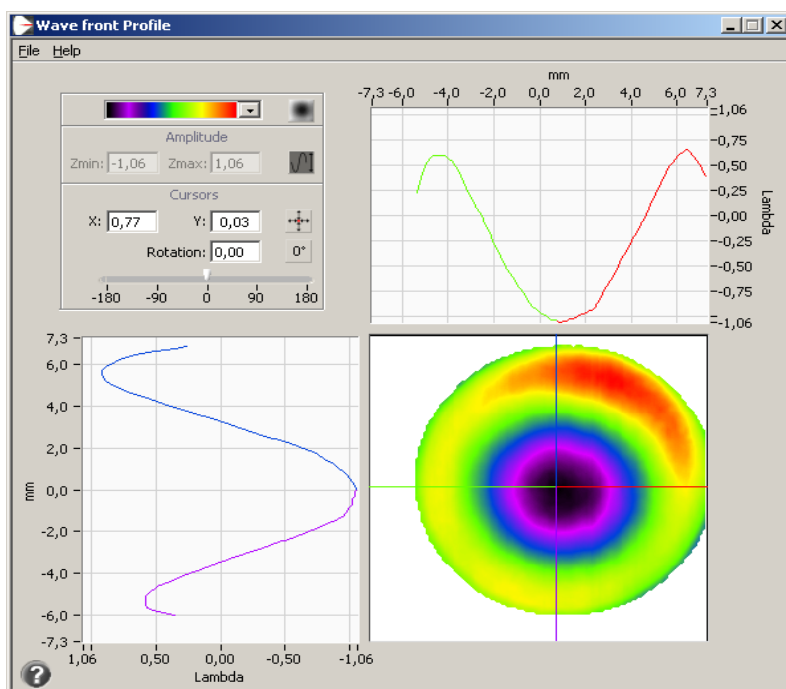 Wave front Profile
File Help
Amplitude
Zmin: -1,06 Zmax: 1,06
Cursors
X: 0,77 Y: 0,03
Rotation: 0,00 0°
-180 -90 0 90 180
mm
-7,3 -6,0 -4,0 -2,0 0,0 2,0 4,0 6,0 7,3
1,06
0,75
0,50
0,25
0,00
-0,25
-0,50
-0,75
-1,06
Lambda
7,3
6,0
4,0
2,0
0,0
-2,0
-4,0
-6,0
-7,3
mm
1,06 0,50 0,00 -0,50 -1,06
Lambda
?